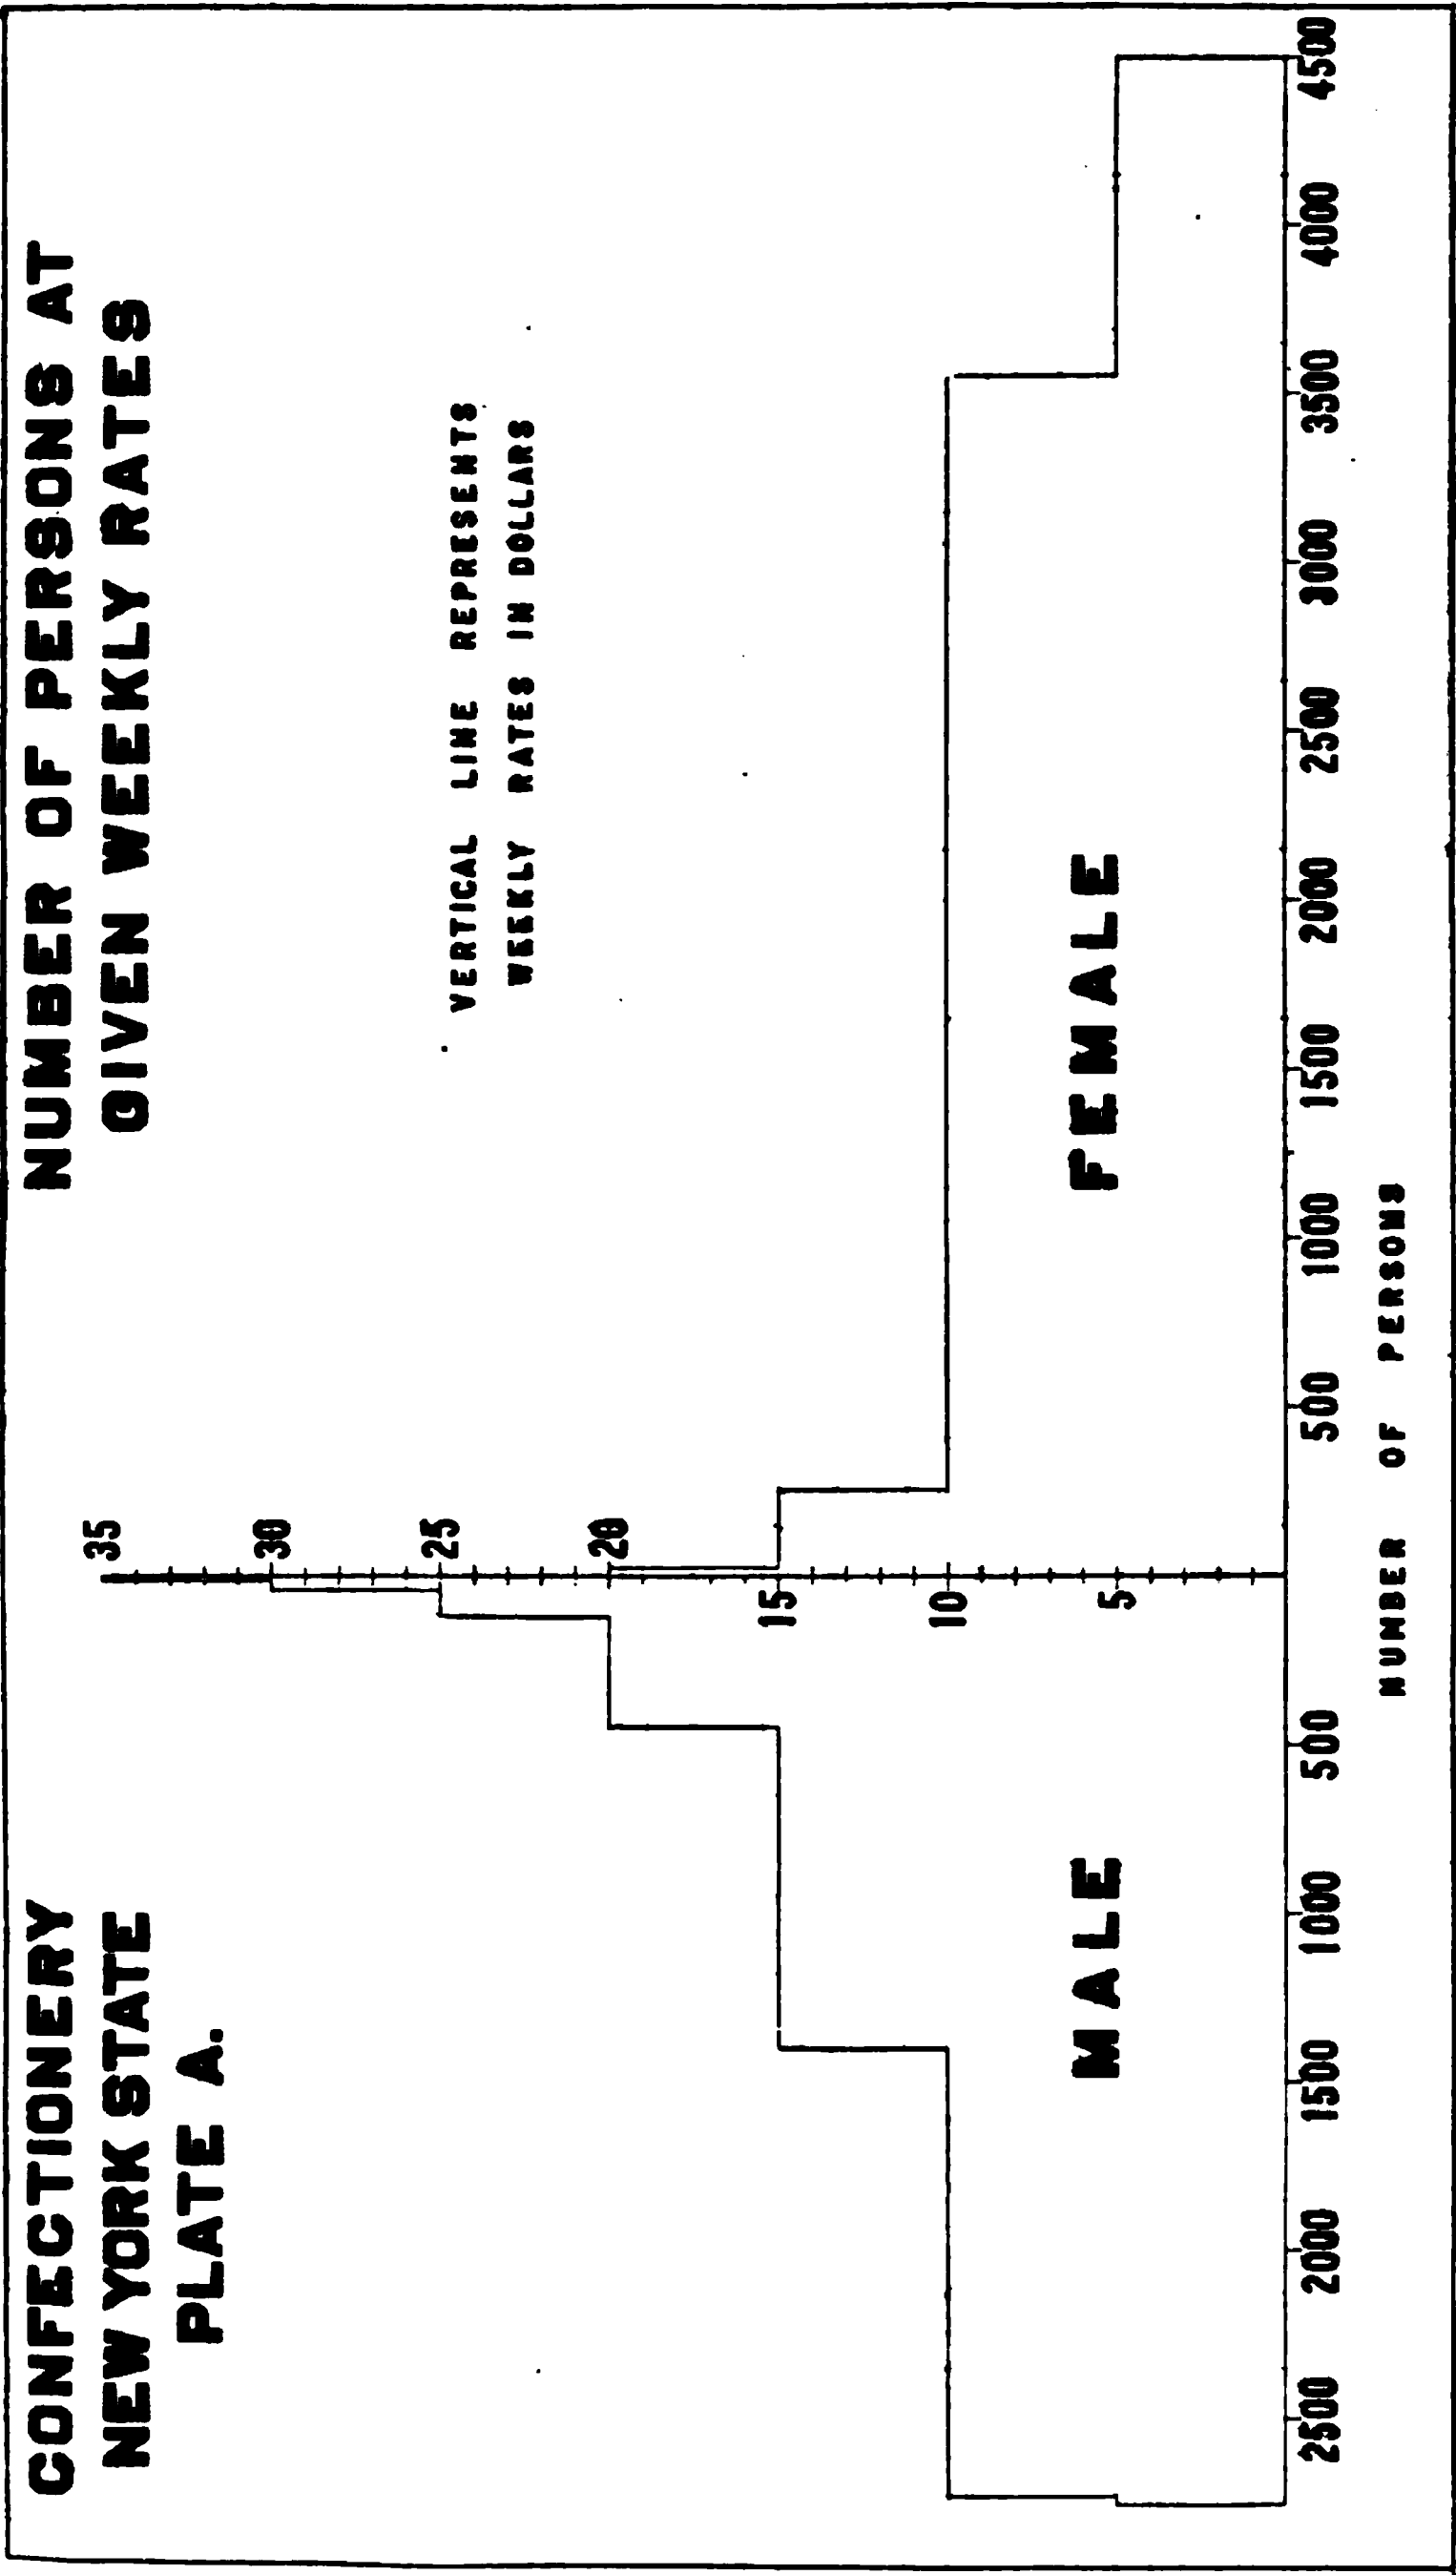 CONFECTIONERY
NEW YORK STATE
PLATE A.
NUMBER OF PERSONS AT
GIVEN WEEKLY RATES
VERTICAL LINE REPRESENTS
WEEKLY RATES IN DOLLARS
35
30
25
20
15
10
5
MALE
FEMALE
2500 2000 1500 1000 500 500 1000 1500 2000 2500 3000 3500 4000 4500
NUMBER OF PERSONS